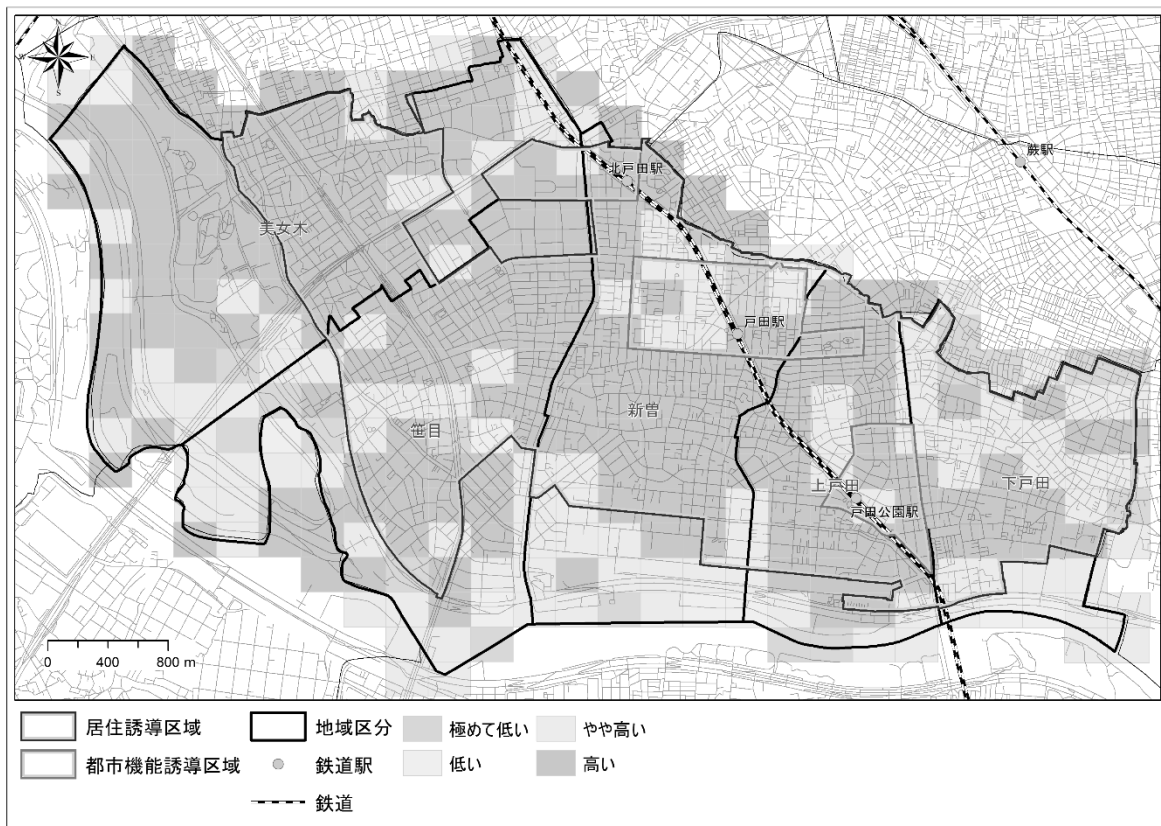 N
W
E
S
蕨駅
北戸田駅
美女木
戸田駅
新曽
笹目
上戸田
下戸田
戸田公園駅
0 400 800 m
居住誘導区域 地域区分 極めて低い やや高い
都市機能誘導区域 鉄道駅 低い 高い
鉄道